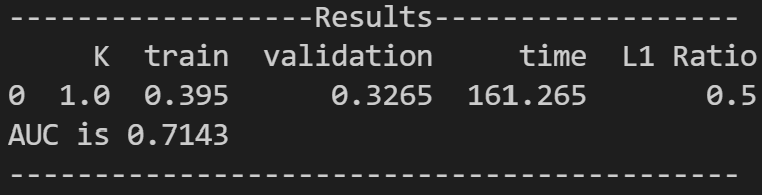 ------------------Results------------------
K train validation time L1 Ratio
0 1.0 0.395 0.3265 161.265 0.5
AUC is 0.7143
-------------------------------------------